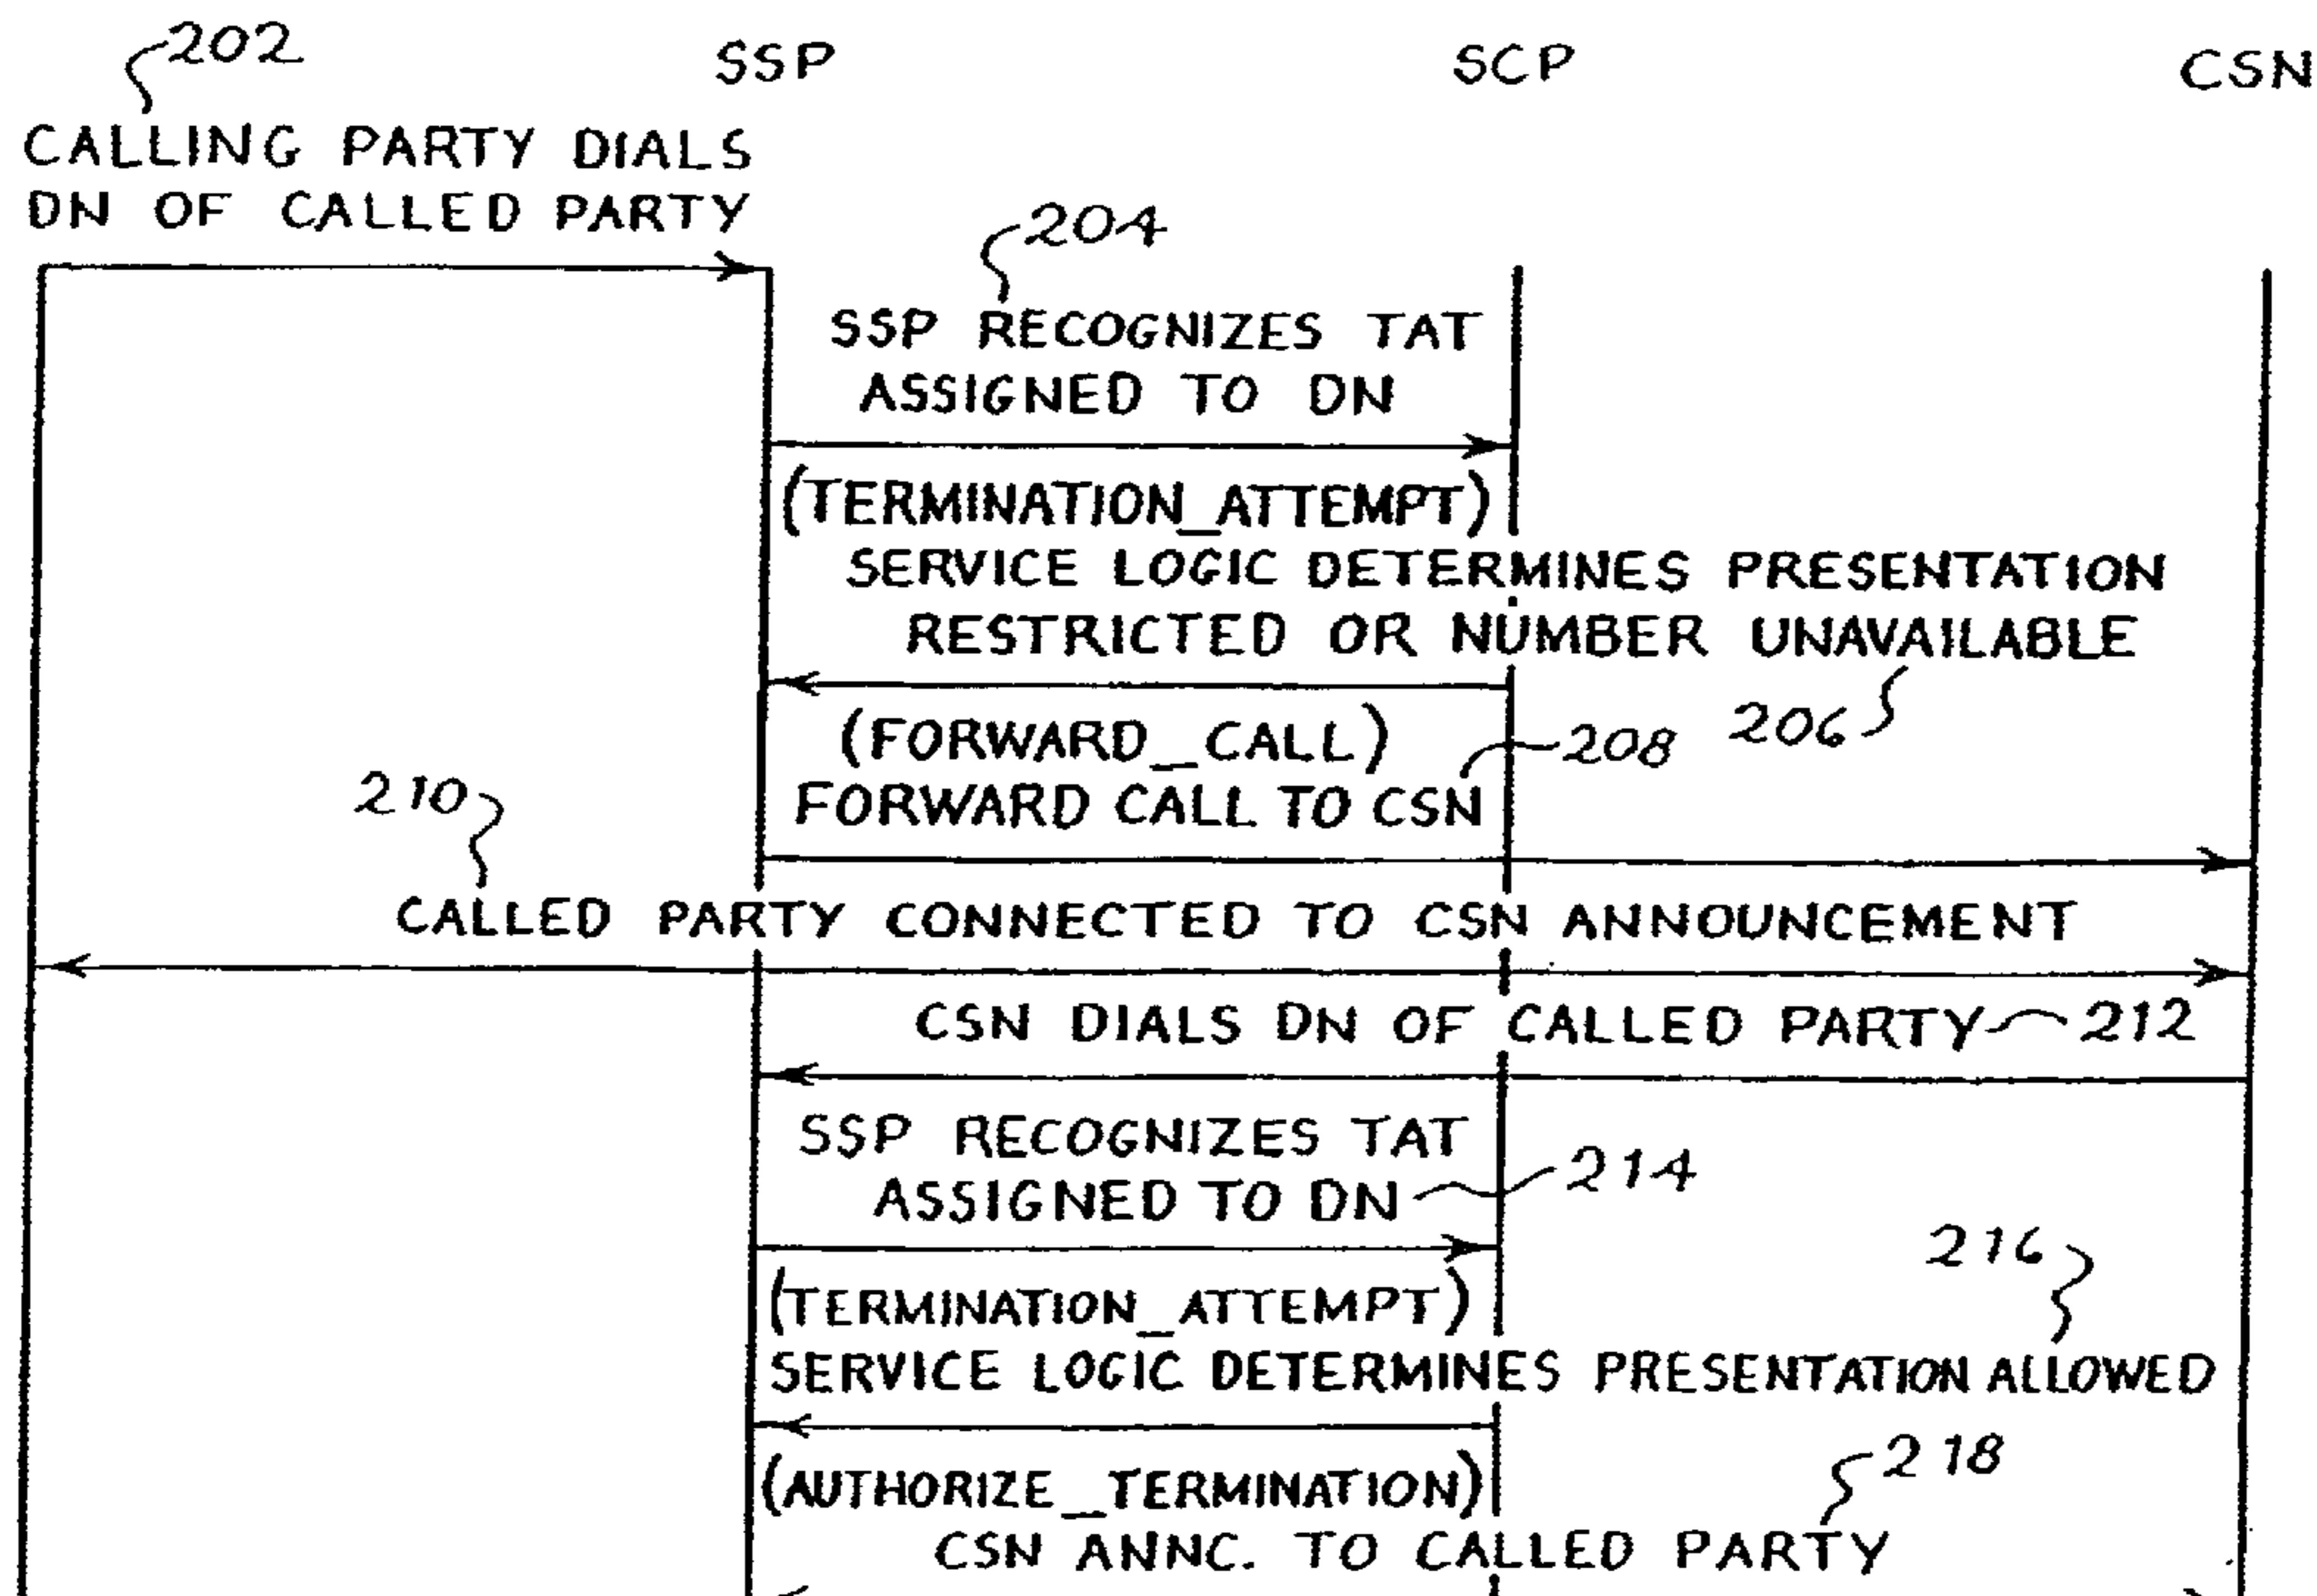 202
SSP
SCP
CSN
CALLING PARTY DIALS
DN OF CALLED PARTY
204
SSP RECOGNIZES TAT
ASSIGNED TO DN
(TERMINATION_ATTEMPT)
SERVICE LOGIC DETERMINES PRESENTATION
RESTRICTED OR NUMBER UNAVAILABLE
206
(FORWARD_CALL)
208
FORWARD CALL TO CSN
210
CALLED PARTY CONNECTED TO CSN ANNOUNCEMENT
CSN DIALS DN OF CALLED PARTY 212
SSP RECOGNIZES TAT
ASSIGNED TO DN
214
(TERMINATION_ATTEMPT)
216
SERVICE LOGIC DETERMINES PRESENTATION ALLOWED
(AUTHORIZE_TERMINATION)
218
CSN ANNC. TO CALLED PARTY